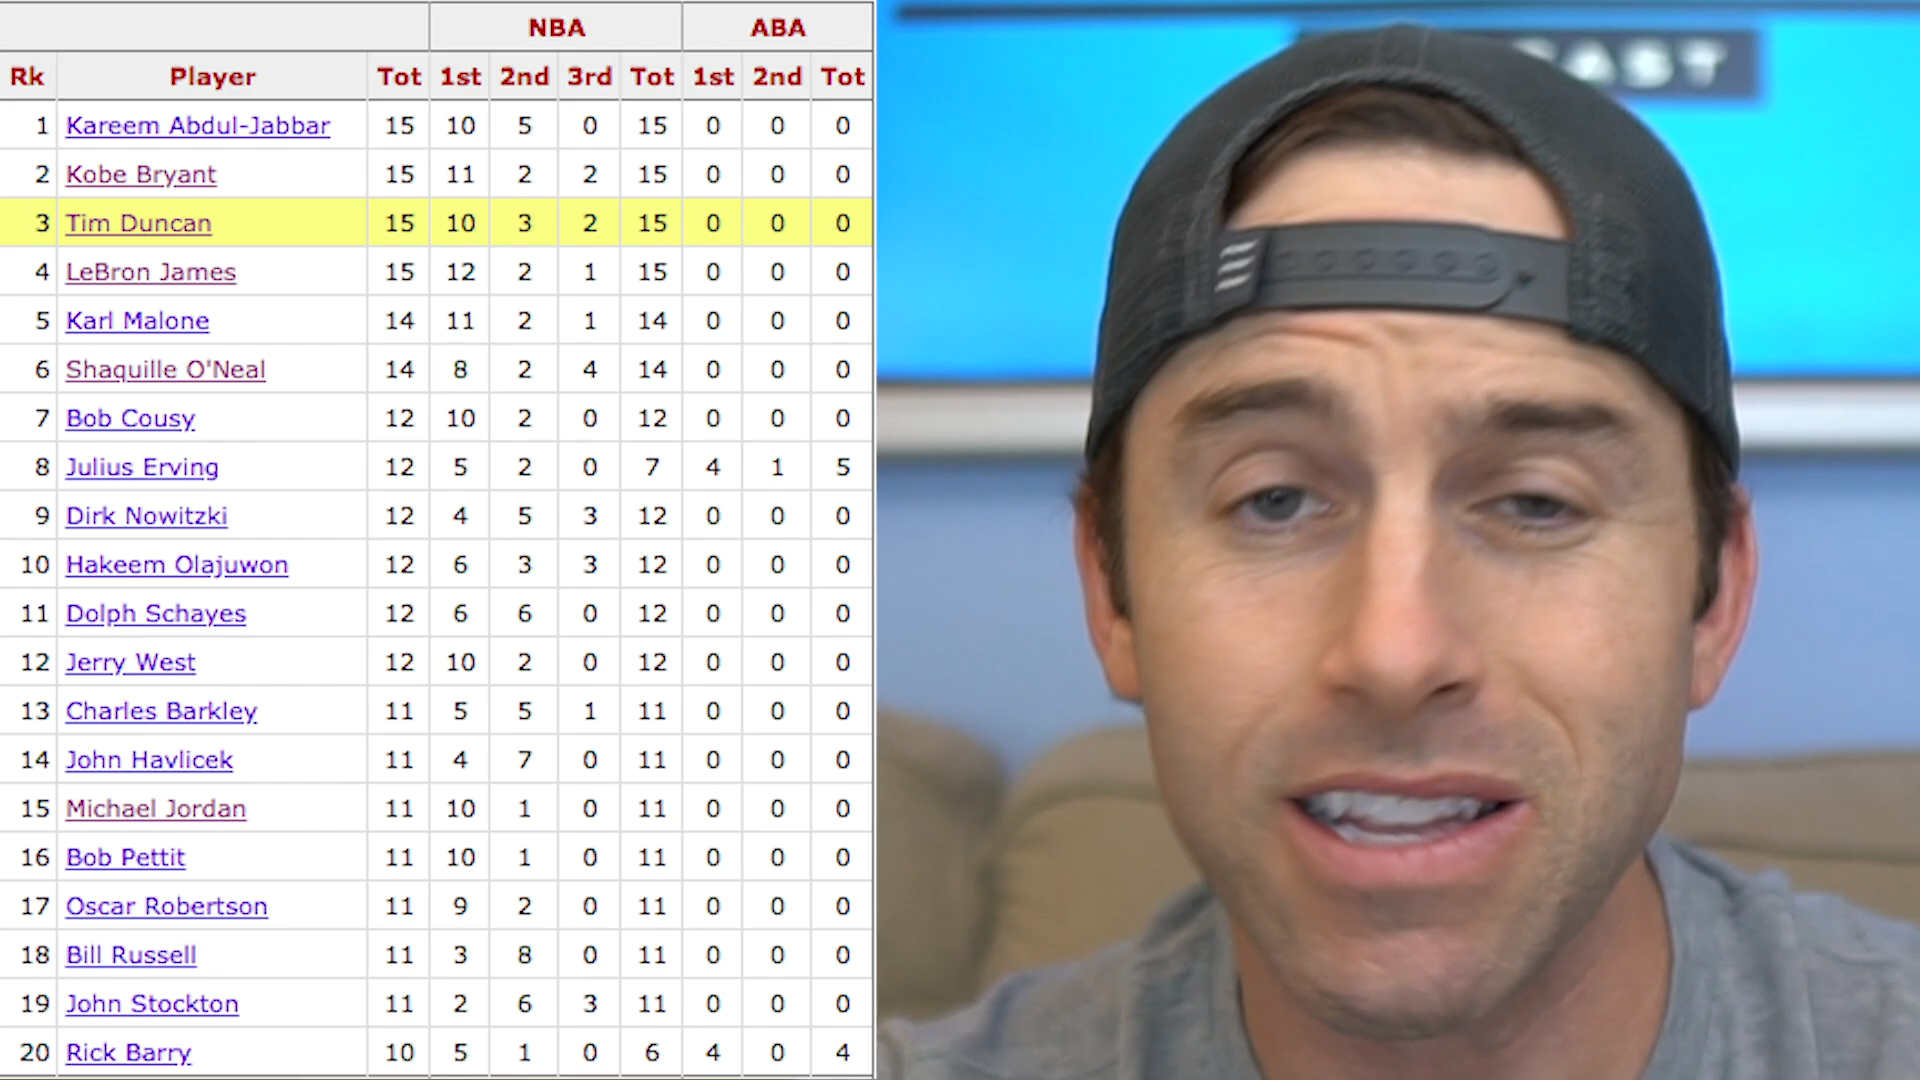 NBA ABA
Rk Player Tot 1st 2nd 3rd Tot 1st 2nd Tot
1 Kareem Abdul-Jabbar 15 10 5 0 15 0 0 0
2 Kobe Bryant 15 11 2 2 15 0 0 0
3 Tim Duncan 15 10 3 2 15 0 0 0
4 LeBron James 15 12 2 1 15 0 0 0
5 Karl Malone 14 11 2 1 14 0 0 0
6 Shaquille O'Neal 14 8 2 4 14 0 0 0
7 Bob Cousy 12 10 2 0 12 0 0 0
8 Julius Erving 12 5 2 0 7 4 1 5
9 Dirk Nowitzki 12 4 5 3 12 0 0 0
10 Hakeem Olajuwon 12 6 3 3 12 0 0 0
11 Dolph Schayes 12 6 6 0 12 0 0 0
12 Jerry West 12 10 2 0 12 0 0 0
13 Charles Barkley 11 5 5 1 11 0 0 0
14 John Havlicek 11 4 7 0 11 0 0 0
15 Michael Jordan 11 10 1 0 11 0 0 0
16 Bob Pettit 11 10 1 0 11 0 0 0
17 Oscar Robertson 11 9 2 0 11 0 0 0
18 Bill Russell 11 3 8 0 11 0 0 0
19 John Stockton 11 2 6 3 11 0 0 0
20 Rick Barry 10 5 1 0 6 4 0 4